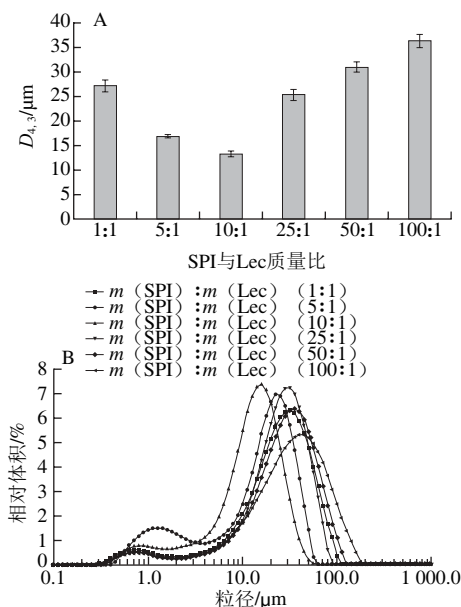 A
D4,3/μm
40
35
30
25
20
15
10
5
0
1:1 5:1 10:1 25:1 50:1 100:1
SPI与Lec质量比
m（SPI）:m（Lec）（1:1）
m（SPI）:m（Lec）（5:1）
m（SPI）:m（Lec）（10:1）
m（SPI）:m（Lec）（25:1）
m（SPI）:m（Lec）（50:1）
m（SPI）:m（Lec）（100:1）
B
相对体积/%
8
7
6
5
4
3
2
1
0
0.1 1.0 10.0 100.0 1 000.0
粒径/μm